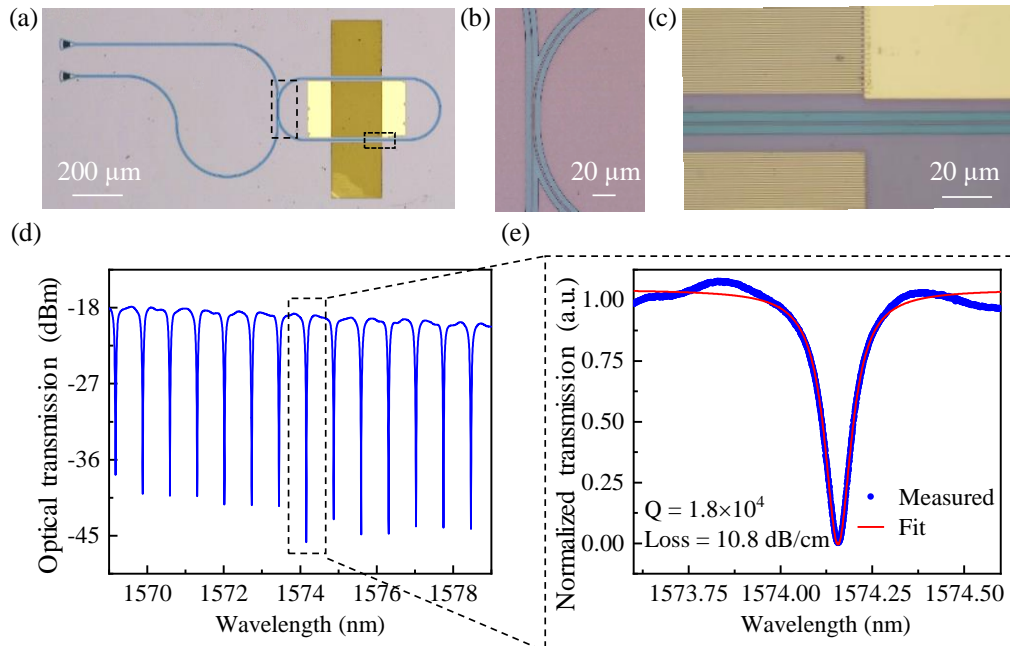 (a)
(b)
(c)
200 µm
20 µm
20 µm
(d)
(e)
Optical transmission (dBm)
-18
-27
-36
-45
1570
1572
1574
1576
1578
Wavelength (nm)
Normalized transmission (a.u.)
1.00
0.75
0.50
0.25
0.00
Q = 1.8×10⁴
Loss = 10.8 dB/cm
Measured
Fit
1573.75
1574.00
1574.25
1574.50
Wavelength (nm)